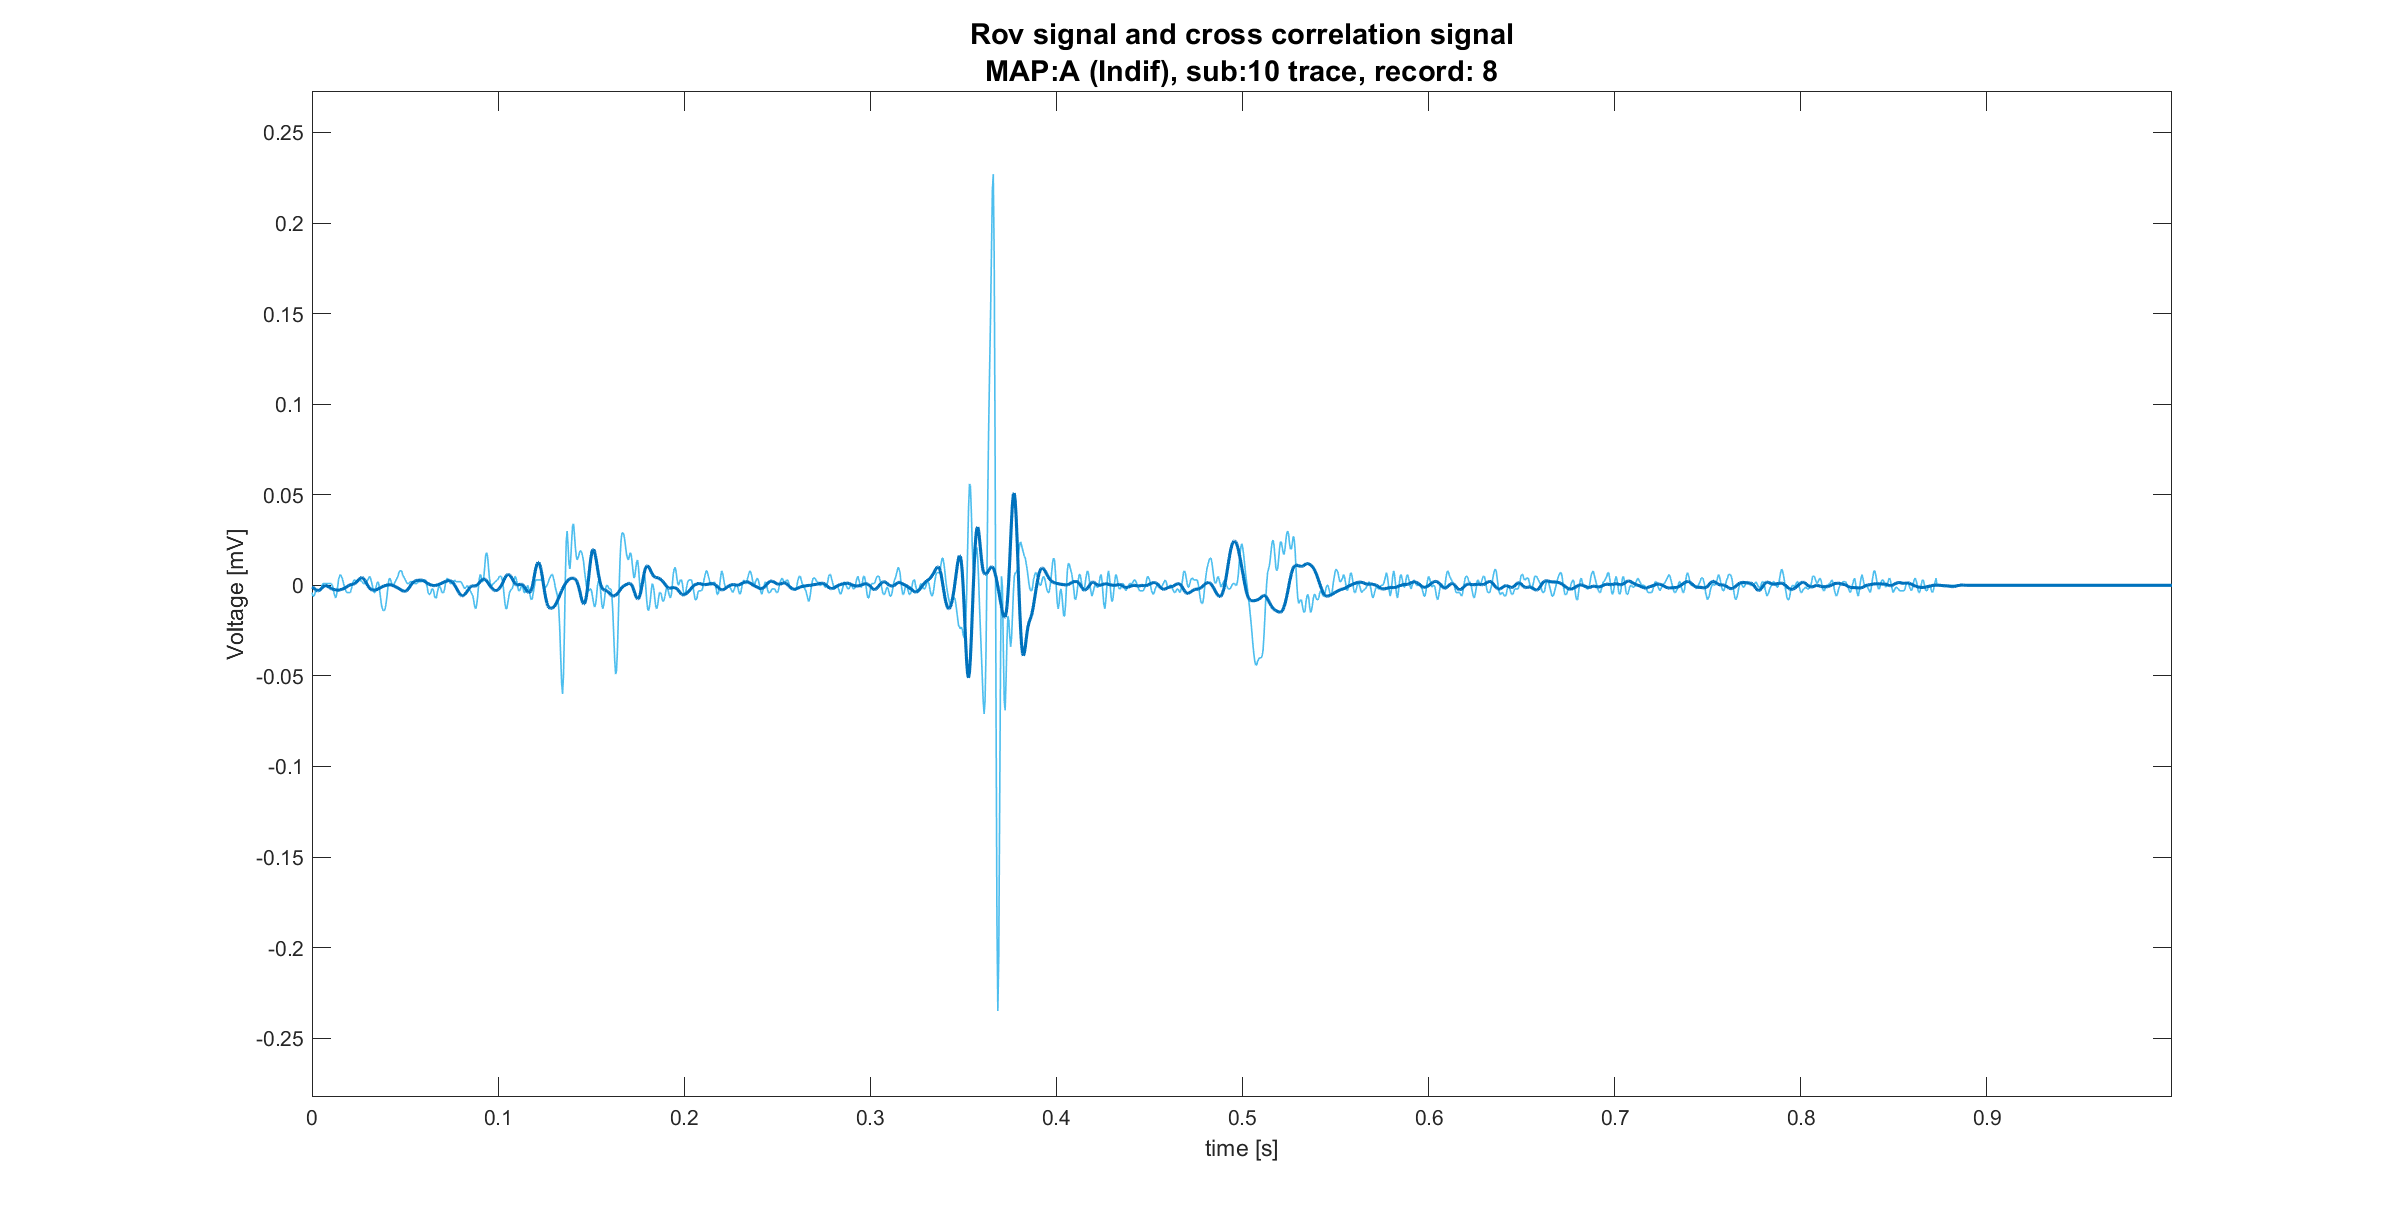 Rov signal and cross correlation signal
MAP:A (Indif), sub:10 trace, record: 8
0.25
0.2
0.15
0.1
0.05
0
-0.05
-0.1
-0.15
-0.2
-0.25
Voltage [mV]
0 0.1 0.2 0.3 0.4 0.5 0.6 0.7 0.8 0.9
time [s]